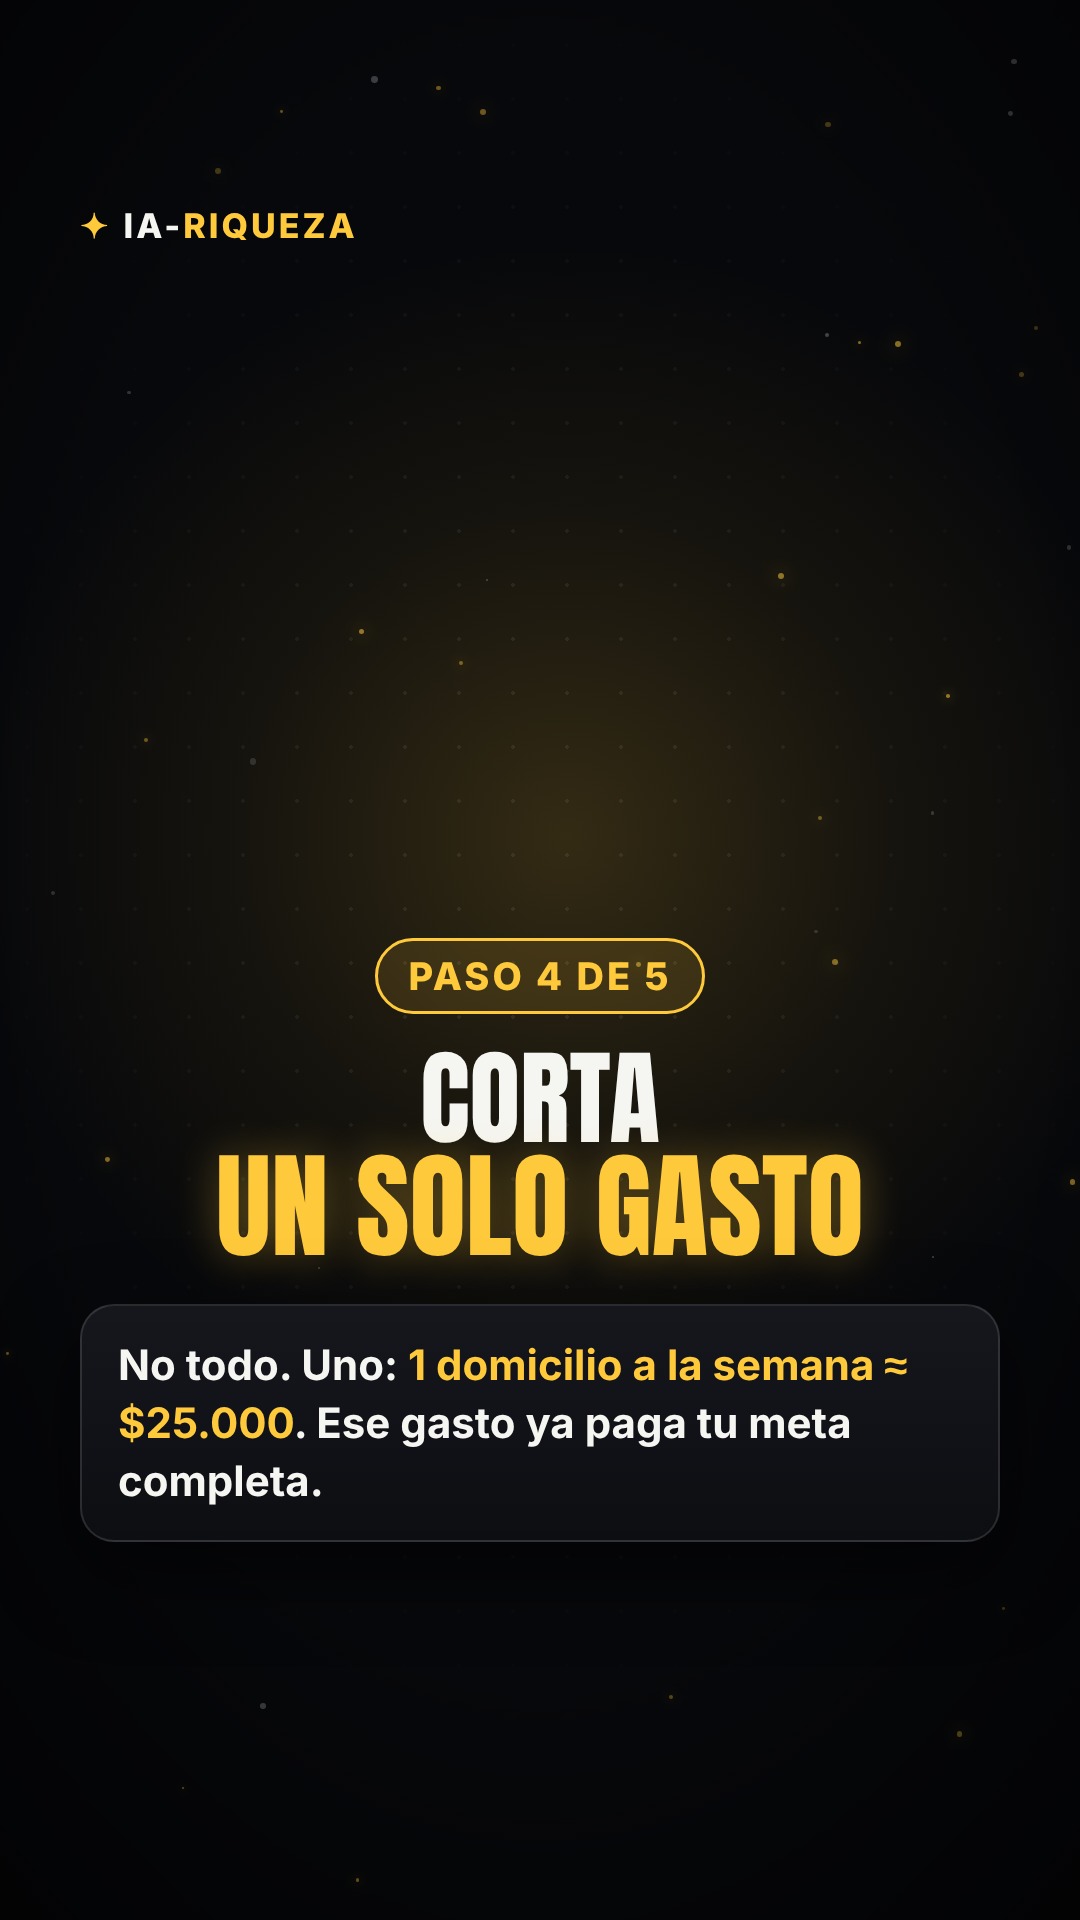 ✦ IA-RIQUEZA
PASO 4 DE 5
CORTA
UN SOLO GASTO
No todo. Uno: 1 domicilio a la semana ≈
$25.000. Ese gasto ya paga tu meta
completa.